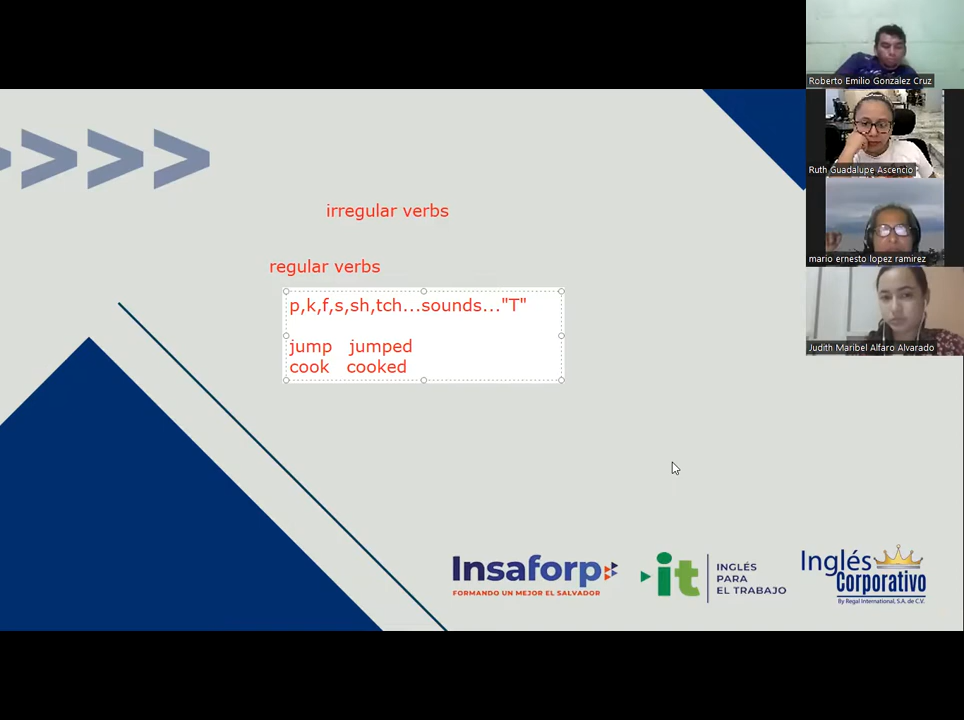 Roberto Emilio Gonzalez Cruz
Ruth Guadalupe Ascencio
mario ernesto lopez ramirez
Judith Maribel Alfaro Alvarado
irregular verbs
regular verbs
p,k,f,s,sh,tch...sounds..."T"
jump jumped
cook cooked
Insaforp
FORMANDO UN MEJOR EL SALVADOR
it
INGLÉS
PARA
EL TRABAJO
Inglés
Corporativo
By Regal International, S.A. de C.V.